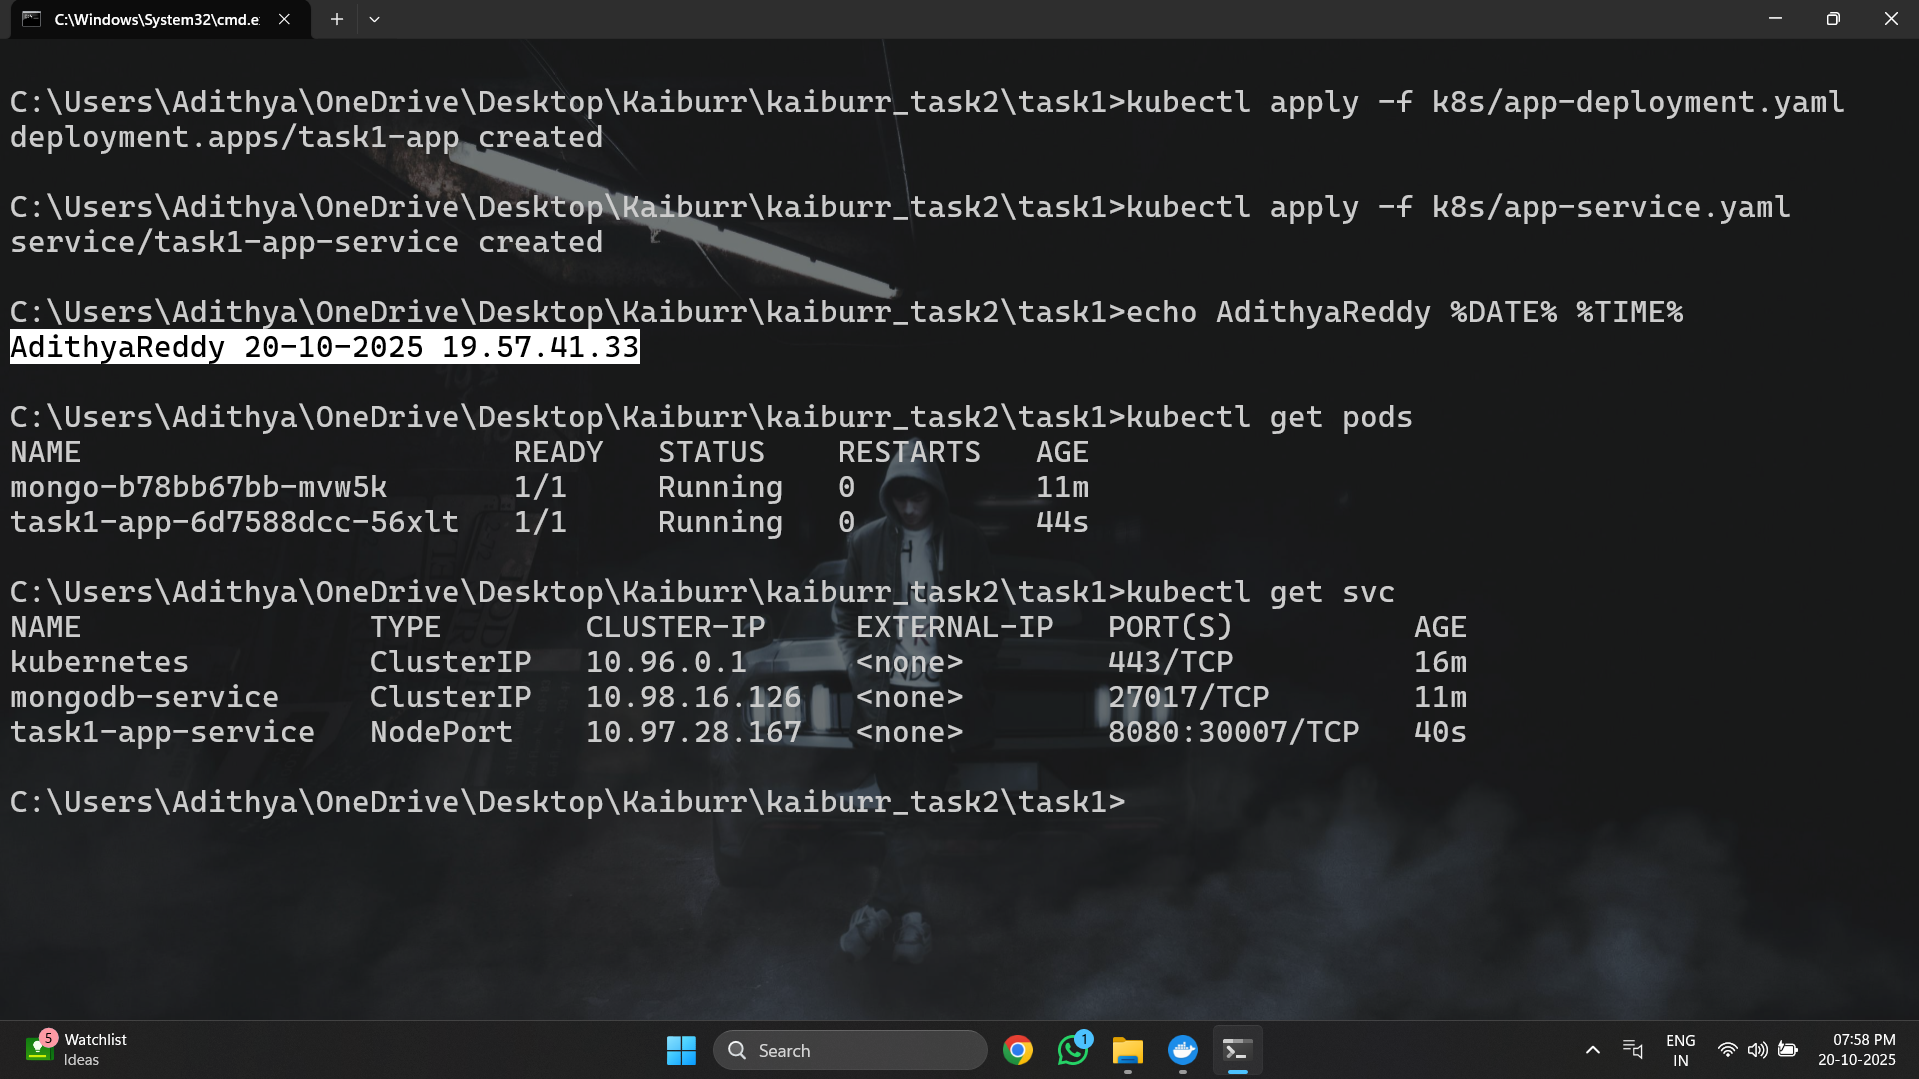 C:\Windows\System32\cmd.e
C:\Users\Adithya\OneDrive\Desktop\Kaiburr\kaiburr_task2\task1>kubectl apply -f k8s/app-deployment.yaml
deployment.apps/task1-app created
C:\Users\Adithya\OneDrive\Desktop\Kaiburr\kaiburr_task2\task1>kubectl apply -f k8s/app-service.yaml
service/task1-app-service created
C:\Users\Adithya\OneDrive\Desktop\Kaiburr\kaiburr_task2\task1>echo AdithyaReddy %DATE% %TIME%
AdithyaReddy 20-10-2025 19.57.41.33
C:\Users\Adithya\OneDrive\Desktop\Kaiburr\kaiburr_task2\task1>kubectl get pods
NAME READY STATUS RESTARTS AGE
mongo-b78bb67bb-mvw5k 1/1 Running 0 11m
task1-app-6d7588dcc-56xlt 1/1 Running 0 44s
C:\Users\Adithya\OneDrive\Desktop\Kaiburr\kaiburr_task2\task1>kubectl get svc
NAME TYPE CLUSTER-IP EXTERNAL-IP PORT(S) AGE
kubernetes ClusterIP 10.96.0.1 <none> 443/TCP 16m
mongodb-service ClusterIP 10.98.16.126 <none> 27017/TCP 11m
task1-app-service NodePort 10.97.28.167 <none> 8080:30007/TCP 40s
C:\Users\Adithya\OneDrive\Desktop\Kaiburr\kaiburr_task2\task1>
5
Watchlist
Ideas
Search
1
ENG
IN
07:58 PM
20-10-2025